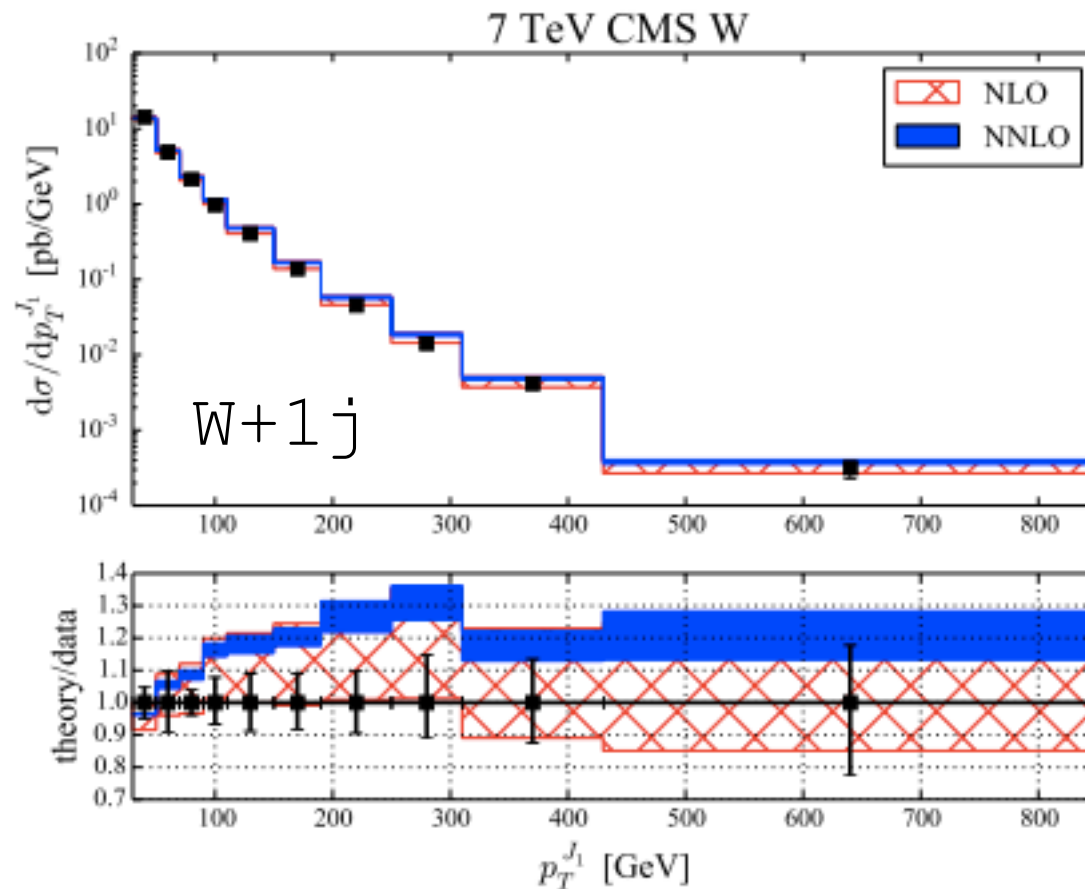 7 TeV CMS W
10²
10¹
10⁰
10⁻¹
10⁻²
10⁻³
10⁻⁴
dσ/dp_T^{J₁} [pb/GeV]
NLO
NNLO
W+1j
100 200 300 400 500 600 700 800
1.4
1.3
1.2
1.1
1.0
0.9
0.8
0.7
theory/data
100 200 300 400 500 600 700 800
p_T^{J₁} [GeV]